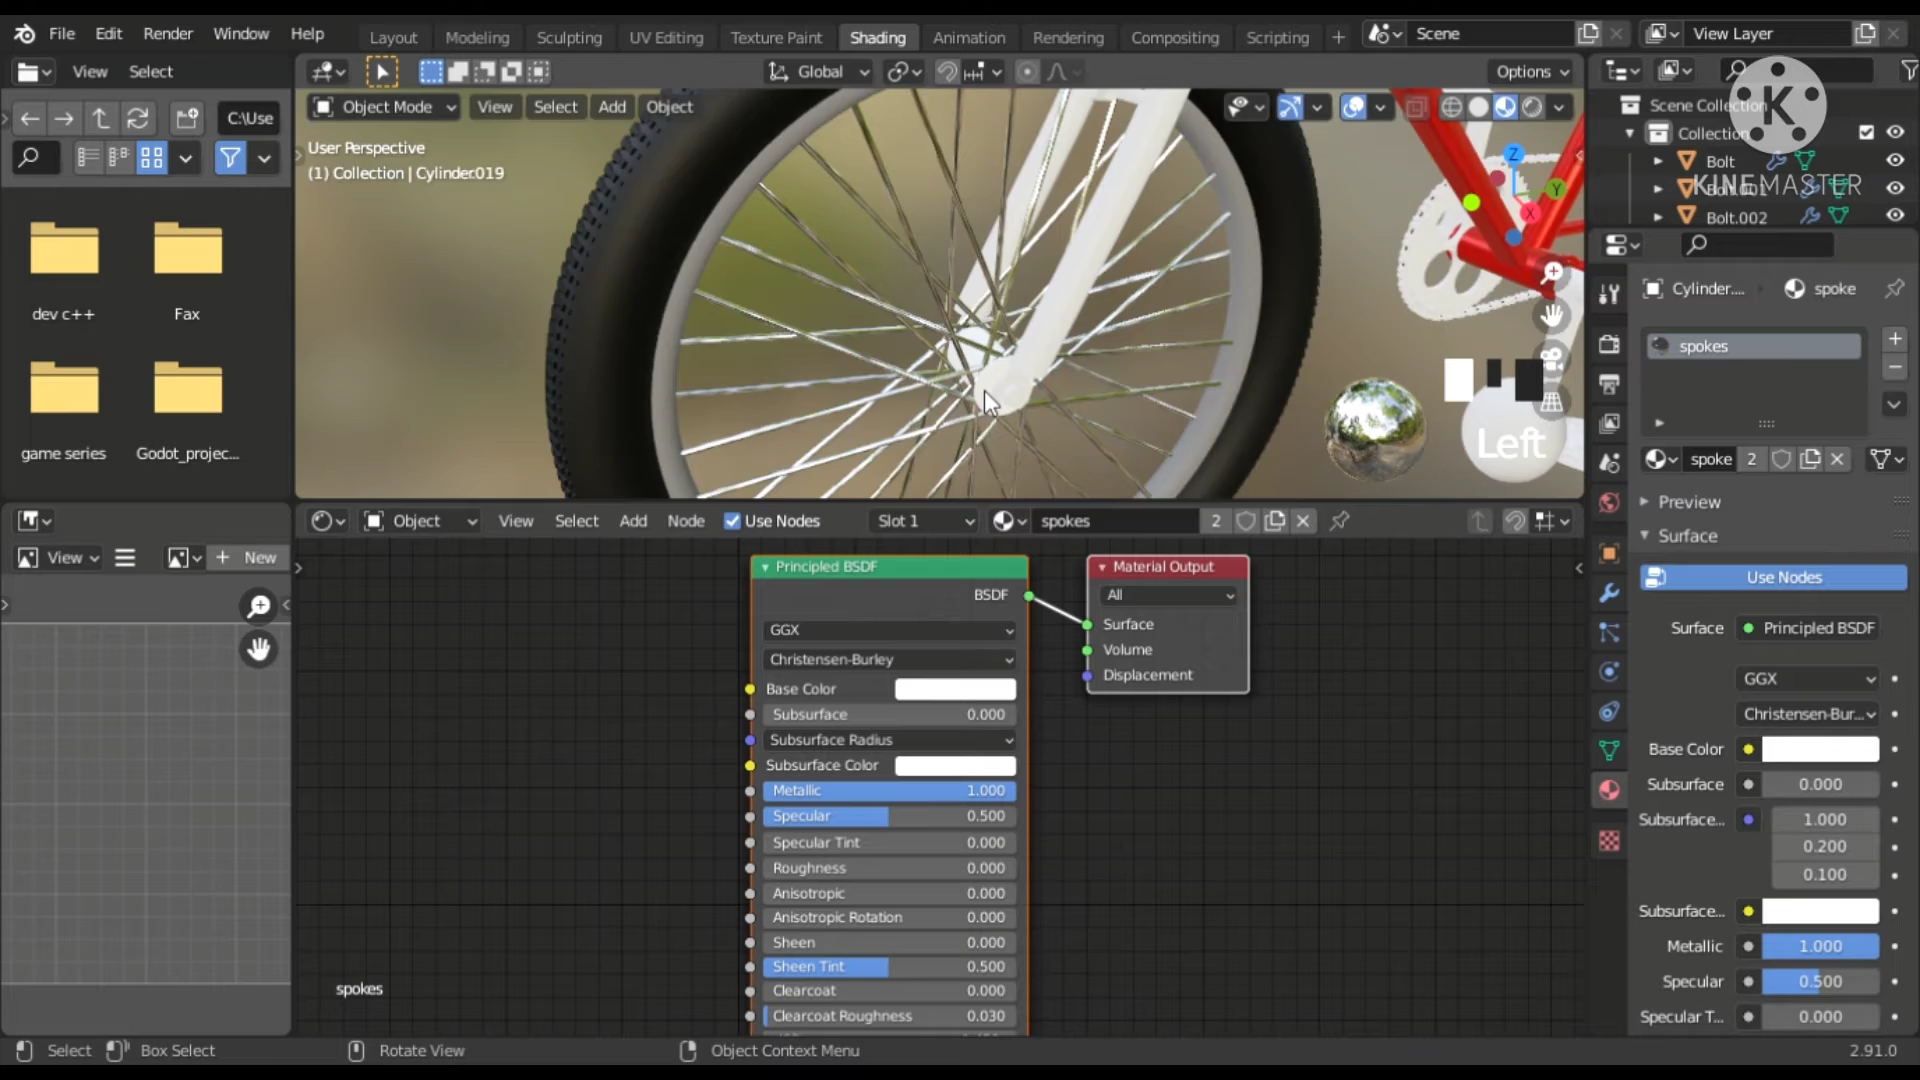 File Edit Render Window Help
Layout Modeling Sculpting UV Editing Texture Paint Shading Animation Rendering Compositing Scripting
Scene
View Layer
View Select
Global
Options
C:\Use
Object Mode View Select Add Object
Scene Collection
Collection
Bolt
Bolt.001
Bolt.002
K
KINEMASTER
User Perspective
(1) Collection | Cylinder.019
Z
Y
X
Left
dev c++
Fax
game series
Godot_projec...
Cylinder....
spoke
spokes
spoke 2
Preview
Surface
Use Nodes
Surface
Principled BSDF
GGX
Christensen-Bur...
Base Color
Subsurface 0.000
Subsurface... 1.000
0.200
0.100
Subsurface...
Metallic 1.000
Specular 0.500
Specular T... 0.000
View
New
Object View Select Add Node Use Nodes Slot 1 spokes 2
Principled BSDF
BSDF
GGX
Christensen-Burley
Base Color
Subsurface 0.000
Subsurface Radius
Subsurface Color
Metallic 1.000
Specular 0.500
Specular Tint 0.000
Roughness 0.000
Anisotropic 0.000
Anisotropic Rotation 0.000
Sheen 0.000
Sheen Tint 0.500
Clearcoat 0.000
Clearcoat Roughness 0.030
Material Output
All
Surface
Volume
Displacement
spokes
Select Box Select Rotate View Object Context Menu 2.91.0